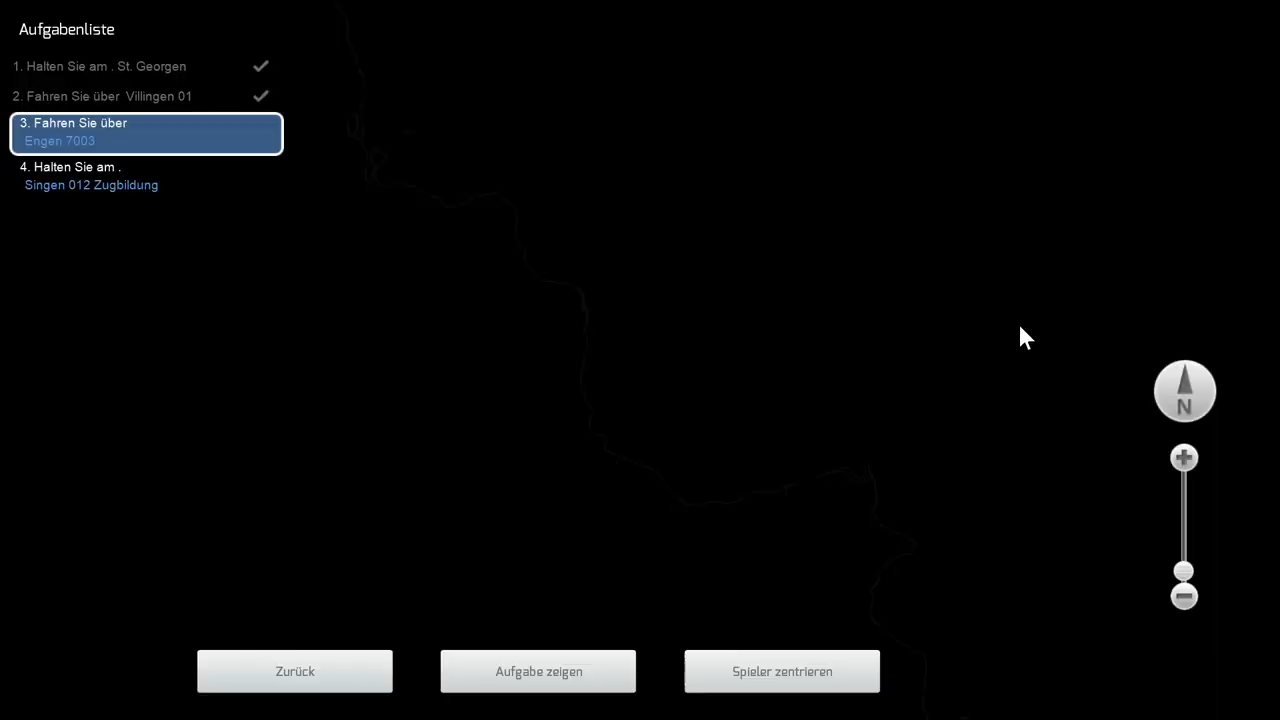 Aufgabenliste
1. Halten Sie am . St. Georgen
2. Fahren Sie über  Villingen 01
3. Fahren Sie über
Engen 7003
4. Halten Sie am .
Singen 012 Zugbildung
N
Zurück
Aufgabe zeigen
Spieler zentrieren